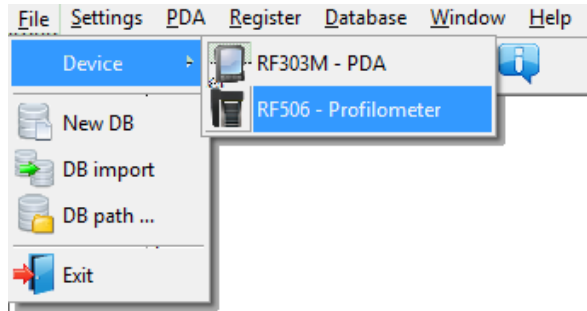 File Settings PDA Register Database Window Help
Device
RF303M - PDA
RF506 - Profilometer
New DB
DB import
DB path ...
Exit